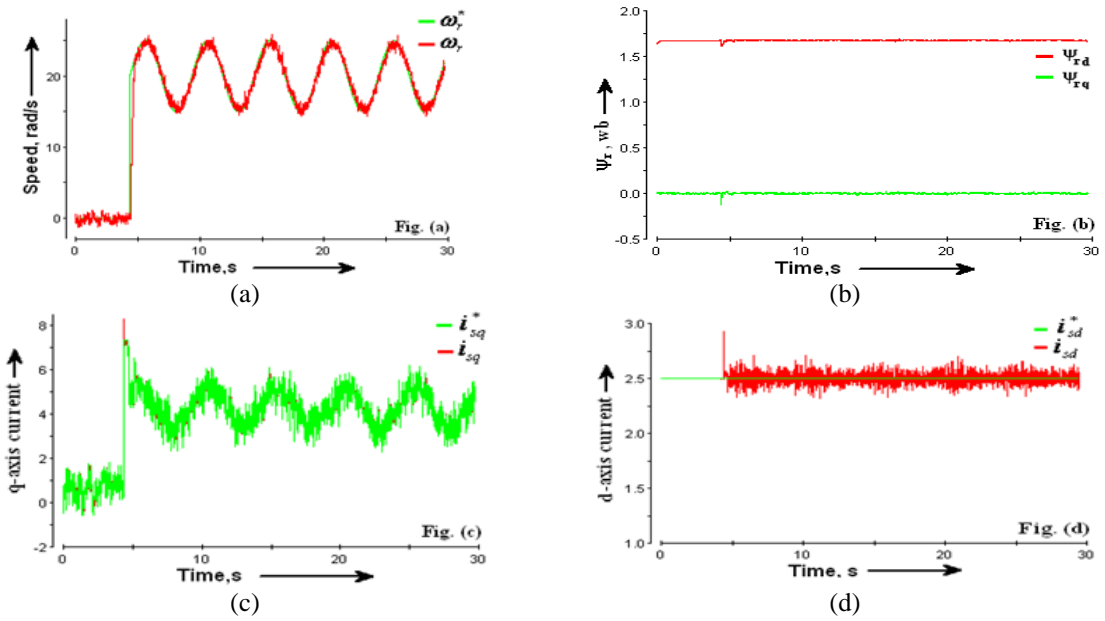 ω*r
ωr
Speed, rad/s
20
10
0
Fig. (a)
0 10 20 30
Time,s
(a)
2.0
1.5
1.0
0.5
0.0
-0.5
Ψr , wb
Ψrd
Ψrq
Fig. (b)
0 10 20 30
Time,s
(b)
8
6
4
2
0
-2
q-axis current
i*sq
isq
Fig. (c)
0 10 20 30
Time,s
(c)
3.0
2.5
2.0
1.5
1.0
d-axis current
i*sd
isd
Fig. (d)
0 10 20 30
Time, s
(d)